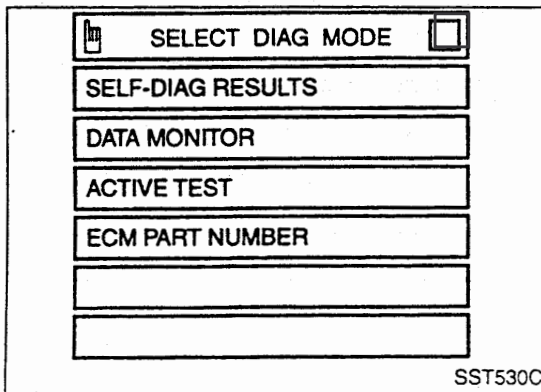 SELECT DIAG MODE
SELF-DIAG RESULTS
DATA MONITOR
ACTIVE TEST
ECM PART NUMBER
SST530C